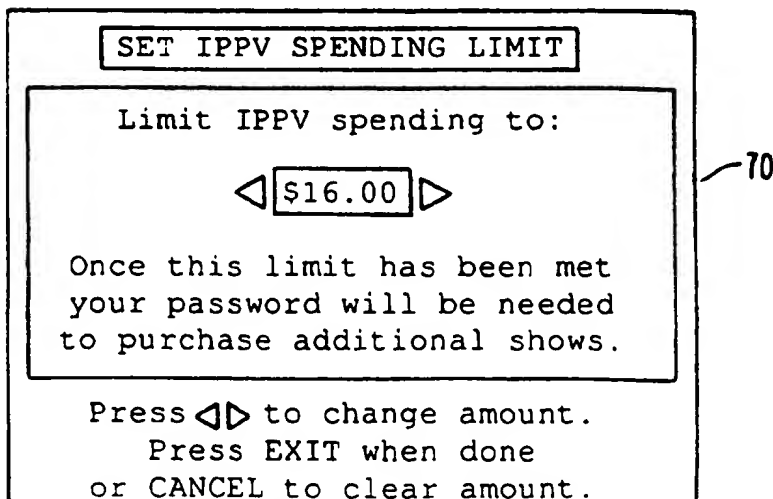 SET IPPV SPENDING LIMIT
Limit IPPV spending to:
◁ $16.00 ▷
70
Once this limit has been met
your password will be needed
to purchase additional shows.
Press ◁▷ to change amount.
Press EXIT when done
or CANCEL to clear amount.